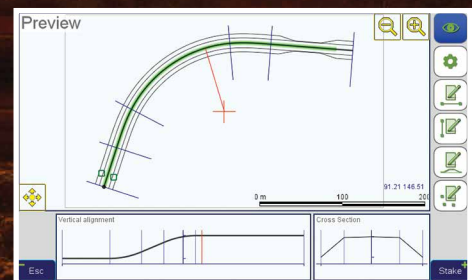 Preview
91.21 146.51
0 m 100 200
Vertical alignment
Cross Section
Esc
Stake